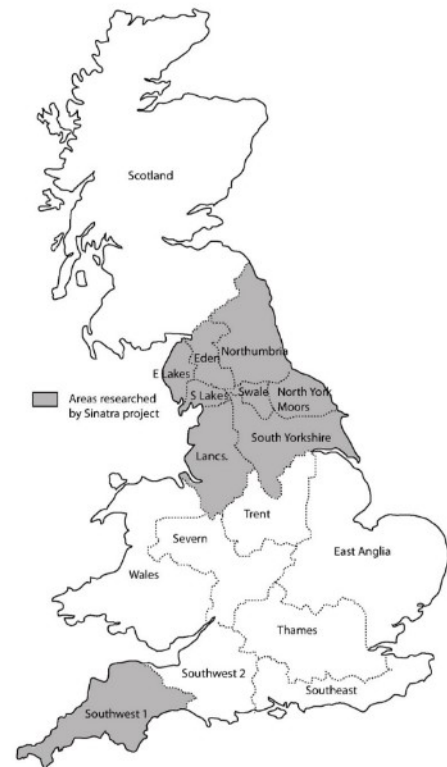 Scotland
Northumbria
Eden
E Lakes
S Lakes
Swale
North York
Moors
Areas researched
by Sinatra project
South Yorkshire
Lancs.
Trent
Severn
East Anglia
Wales
Thames
Southwest 2
Southeast
Southwest 1